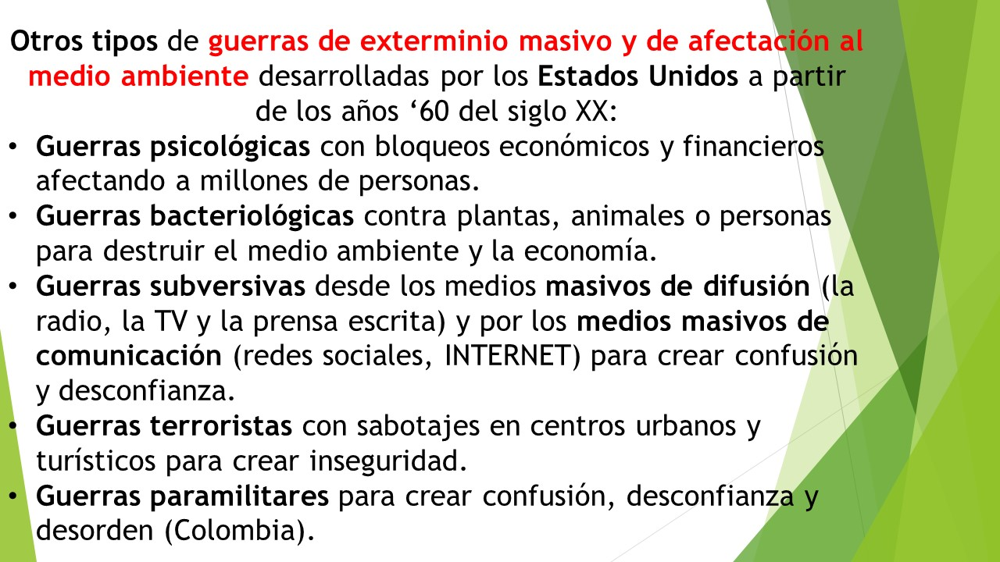 Otros tipos de guerras de exterminio masivo y de afectación al
medio ambiente desarrolladas por los Estados Unidos a partir
de los años ‘60 del siglo XX:
• Guerras psicológicas con bloqueos económicos y financieros
afectando a millones de personas.
• Guerras bacteriológicas contra plantas, animales o personas
para destruir el medio ambiente y la economía.
• Guerras subversivas desde los medios masivos de difusión (la
radio, la TV y la prensa escrita) y por los medios masivos de
comunicación (redes sociales, INTERNET) para crear confusión
y desconfianza.
• Guerras terroristas con sabotajes en centros urbanos y
turísticos para crear inseguridad.
• Guerras paramilitares para crear confusión, desconfianza y
desorden (Colombia).